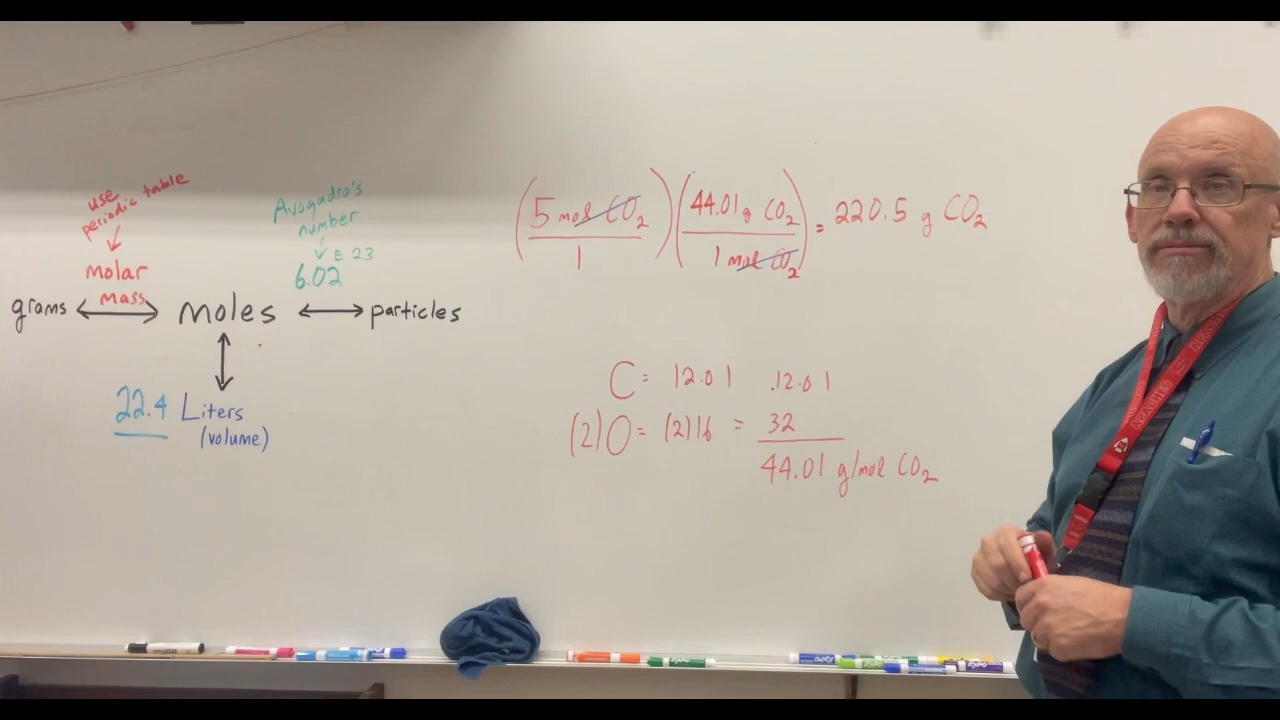 use
periodic table
molar
mass
Avogadro's
number
E 23
6.02
grams moles particles
22.4 Liters
(volume)
(5 mol CO₂ / 1)(44.01 g CO₂ / 1 mol CO₂) = 220.5 g CO₂
C = 12.01 .12.01
(2)O = (2)16 = 32
44.01 g/mol CO₂
APACHES